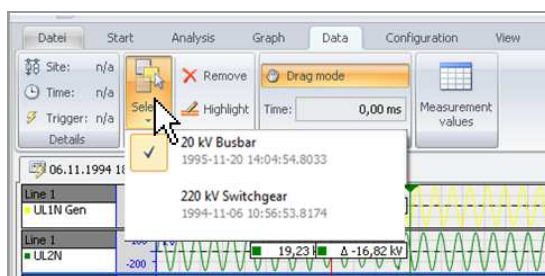 Datei Start Analysis Graph Data Configuration View
Site: n/a
Time: n/a
Trigger: n/a
Details
Remove
Highlight
Drag mode
Time: 0,00 ms
Measurement
values
20 kV Busbar
1995-11-20 14:04:54.8033
220 kV Switchgear
1994-11-06 10:56:53.8174
06.11.1994
Line 1
UL1N Gen
Line 1
UL2N
-200
19,23
Δ -16,82 kV